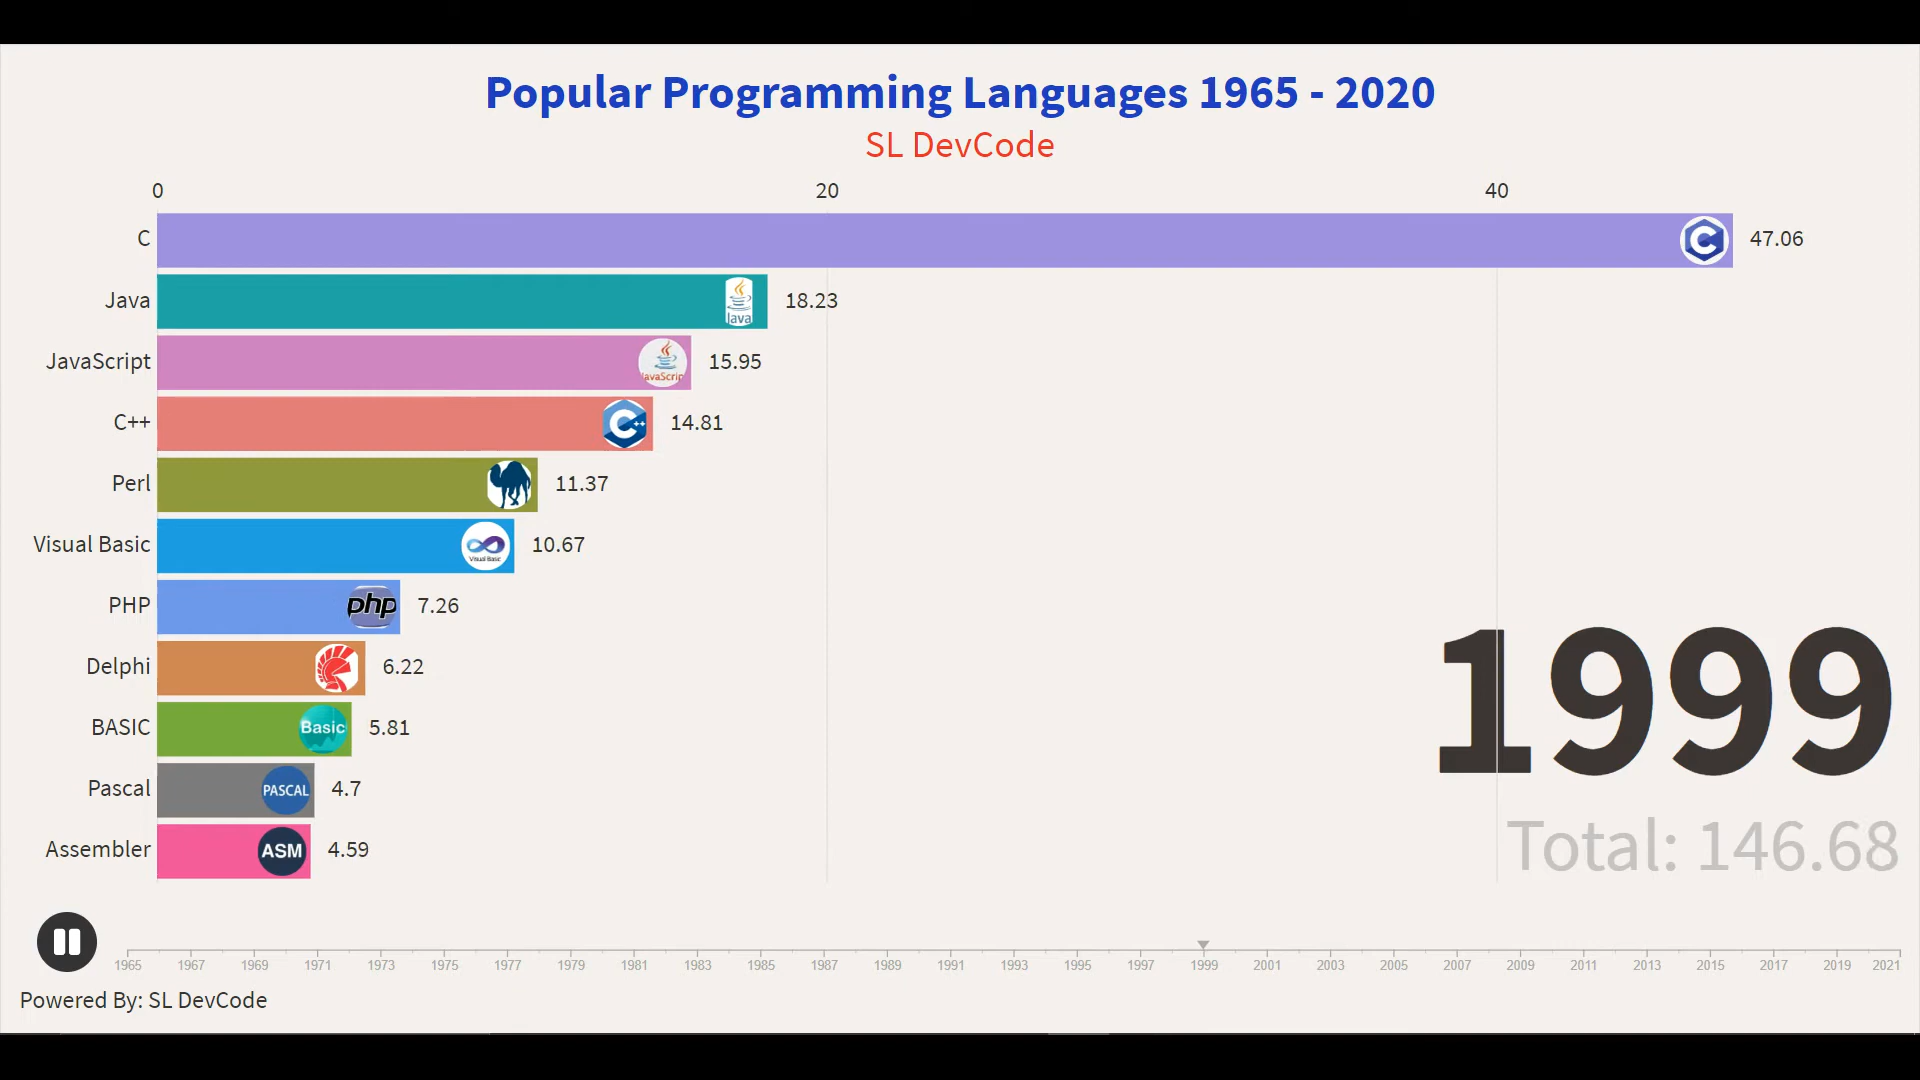 Popular Programming Languages 1965 - 2020
SL DevCode
0 20 40
C 47.06
Java Java 18.23
JavaScript JavaScrip 15.95
C++ C++ 14.81
Perl 11.37
Visual Basic Visual Basic 10.67
PHP php 7.26
Delphi 6.22
BASIC Basic 5.81
Pascal PASCAL 4.7
Assembler ASM 4.59
1999
Total: 146.68
1965 1967 1969 1971 1973 1975 1977 1979 1981 1983 1985 1987 1989 1991 1993 1995 1997 1999 2001 2003 2005 2007 2009 2011 2013 2015 2017 2019 2021
Powered By: SL DevCode